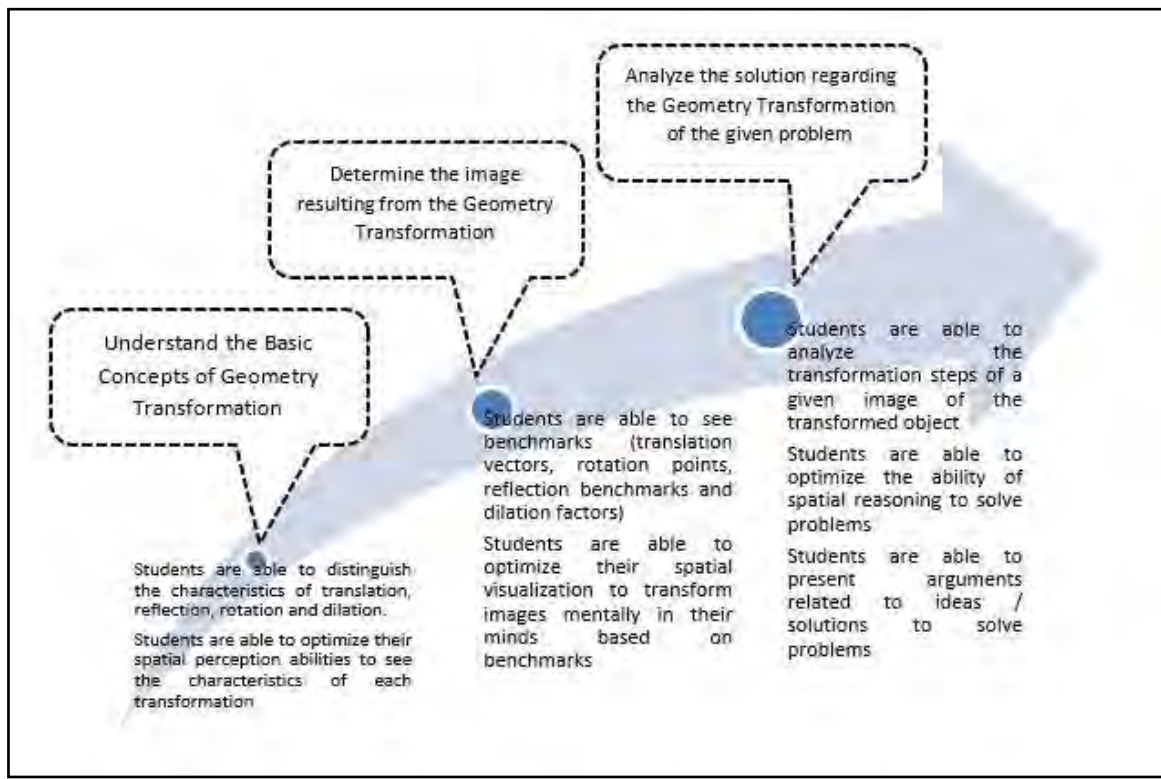 Understand the Basic
Concepts of Geometry
Transformation
Students are able to distinguish
the characteristics of translation,
reflection, rotation and dilation.
Students are able to optimize their
spatial perception abilities to see
the characteristics of each
transformation
Determine the image
resulting from the Geometry
Transformation
Students are able to see
benchmarks (translation
vectors, rotation points,
reflection benchmarks and
dilation factors)
Students are able to
optimize their spatial
visualization to transform
images mentally in their
minds based on
benchmarks
Analyze the solution regarding
the Geometry Transformation
of the given problem
Students are able to
analyze the
transformation steps of a
given image of the
transformed object
Students are able to
optimize the ability of
spatial reasoning to solve
problems
Students are able to
present arguments
related to ideas /
solutions to solve
problems